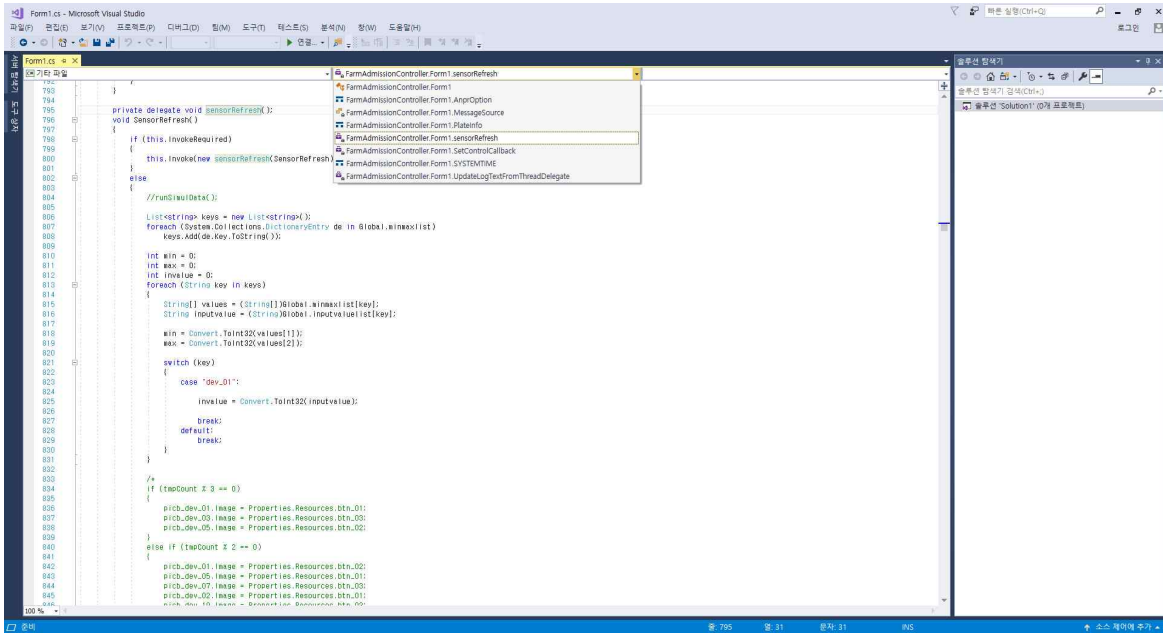 Form1.cs - Microsoft Visual Studio
빠른 실행(Ctrl+Q)
파일(F) 편집(E) 보기(V) 프로젝트(P) 디버그(D) 팀(M) 도구(T) 테스트(S) 분석(N) 창(W) 도움말(H)
로그인
연결...
서버 탐색기
도구 상자
Form1.cs
기타 파일
FarmAdmissionController.Form1.sensorRefresh
FarmAdmissionController.Form1
FarmAdmissionController.Form1.AnprOption
FarmAdmissionController.Form1.MessageSource
FarmAdmissionController.Form1.PlateInfo
FarmAdmissionController.Form1.sensorRefresh
FarmAdmissionController.Form1.SetControlCallback
FarmAdmissionController.Form1.SYSTEMTIME
FarmAdmissionController.Form1.UpdateLogTextFromThreadDelegate
792 }
793 }
794
795 private delegate void sensorRefresh();
796 void SensorRefresh()
797 {
798 if (this.InvokeRequired)
799 {
800 this.Invoke(new sensorRefresh(SensorRefresh)
801 }
802 else
803 {
804 //runSimulData();
805
806 List<string> keys = new List<string>();
807 foreach (System.Collections.DictionaryEntry de in Global.minmaxlist)
808 keys.Add(de.Key.ToString());
809
810 int min = 0;
811 int max = 0;
812 int invalue = 0;
813 foreach (String key in keys)
814 {
815 String[] values = (String[])Global.minmaxlist[key];
816 String inputvalue = (String)Global.inputvaluelist[key];
817
818 min = Convert.ToInt32(values[1]);
819 max = Convert.ToInt32(values[2]);
820
821 switch (key)
822 {
823 case "dev_01":
824
825 invalue = Convert.ToInt32(inputvalue);
826
827 break;
828 default:
829 break;
830 }
831 }
832
833 /*
834 if (tmpCount % 3 == 0)
835 {
836 picb_dev_01.Image = Properties.Resources.btn_01;
837 picb_dev_03.Image = Properties.Resources.btn_03;
838 picb_dev_05.Image = Properties.Resources.btn_02;
839 }
840 else if (tmpCount % 2 == 0)
841 {
842 picb_dev_01.Image = Properties.Resources.btn_02;
843 picb_dev_05.Image = Properties.Resources.btn_01;
844 picb_dev_07.Image = Properties.Resources.btn_03;
845 picb_dev_02.Image = Properties.Resources.btn_01;
100 %
솔루션 탐색기
솔루션 탐색기 검색(Ctrl+;)
솔루션 'Solution1' (0개 프로젝트)
준비
줄: 795 열: 31 문자: 31 INS
소스 제어에 추가